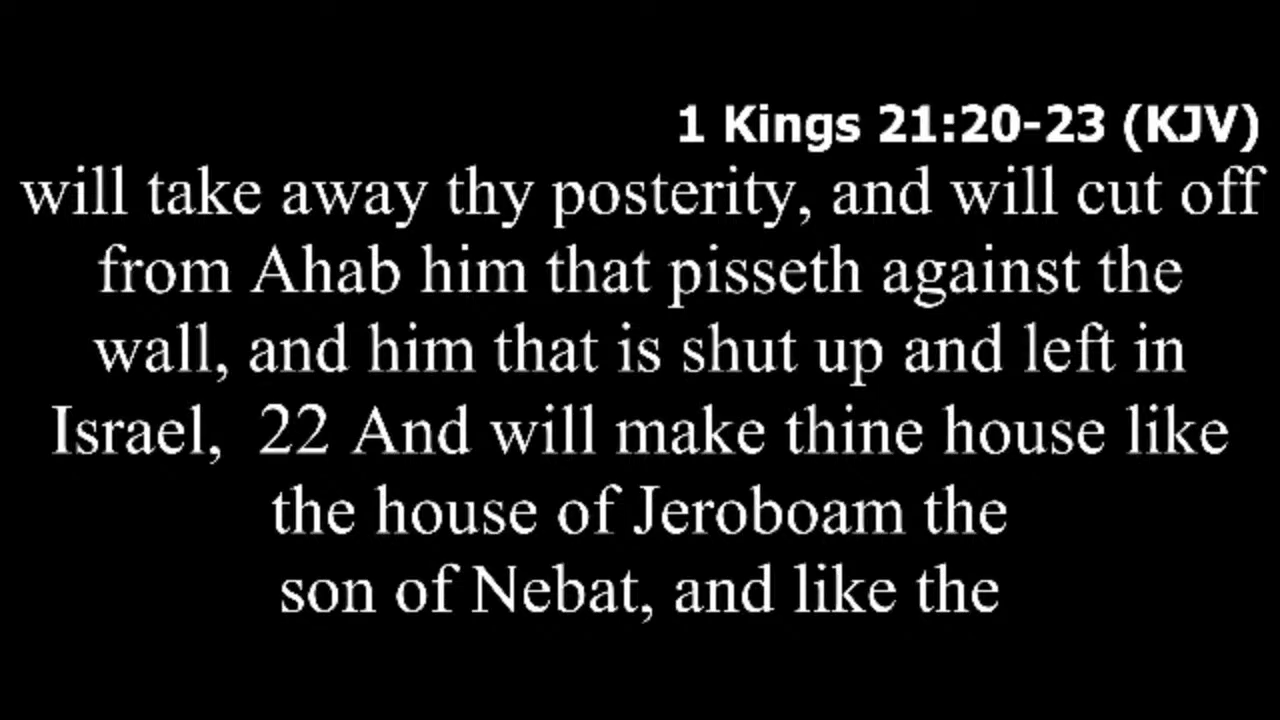 1 Kings 21:20-23 (KJV)
will take away thy posterity, and will cut off
from Ahab him that pisseth against the
wall, and him that is shut up and left in
Israel,  22 And will make thine house like
the house of Jeroboam the
son of Nebat, and like the